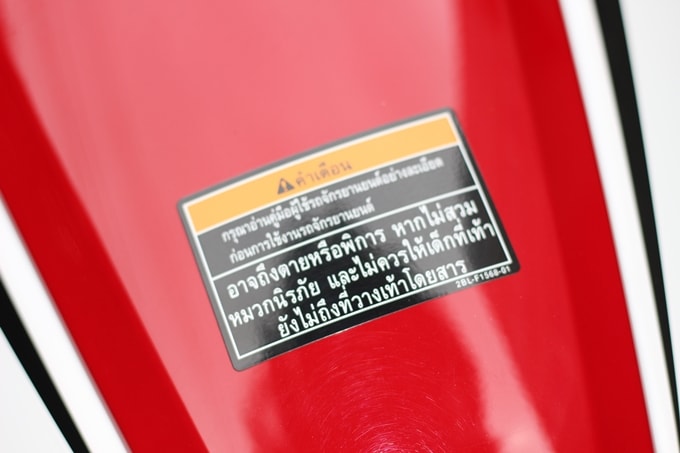 ⚠คำเตือน
กรุณาอ่านคู่มือผู้ใช้รถจักรยานยนต์อย่างละเอียด
ก่อนการใช้งานรถจักรยานยนต์
อาจถึงตายหรือพิการ หากไม่สวม
หมวกนิรภัย และไม่ควรให้เด็กที่เท้า
ยังไม่ถึงที่วางเท้าโดยสาร
2BL-F1568-01